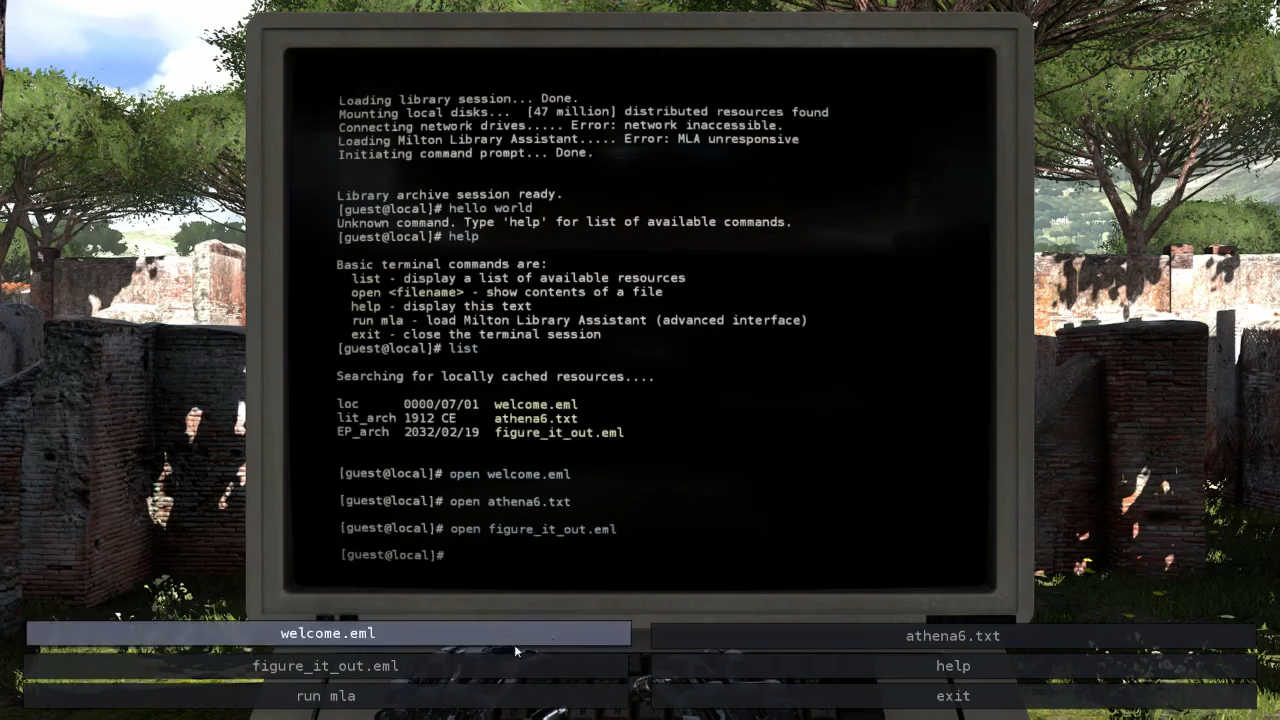 Loading library session... Done.
Mounting local disks... [47 million] distributed resources found
Connecting network drives..... Error: network inaccessible.
Loading Milton Library Assistant..... Error: MLA unresponsive
Initiating command prompt... Done.
Library archive session ready.
[guest@local]# hello world
Unknown command. Type 'help' for list of available commands.
[guest@local]# help
Basic terminal commands are:
list - display a list of available resources
open <filename> - show contents of a file
help - display this text
run mla - load Milton Library Assistant (advanced interface)
exit - close the terminal session
[guest@local]# list
Searching for locally cached resources....
loc 0000/07/01 welcome.eml
lit_arch 1912 CE athena6.txt
EP_arch 2032/02/19 figure_it_out.eml
[guest@local]# open welcome.eml
[guest@local]# open athena6.txt
[guest@local]# open figure_it_out.eml
[guest@local]#
welcome.eml athena6.txt
figure_it_out.eml help
run mla exit